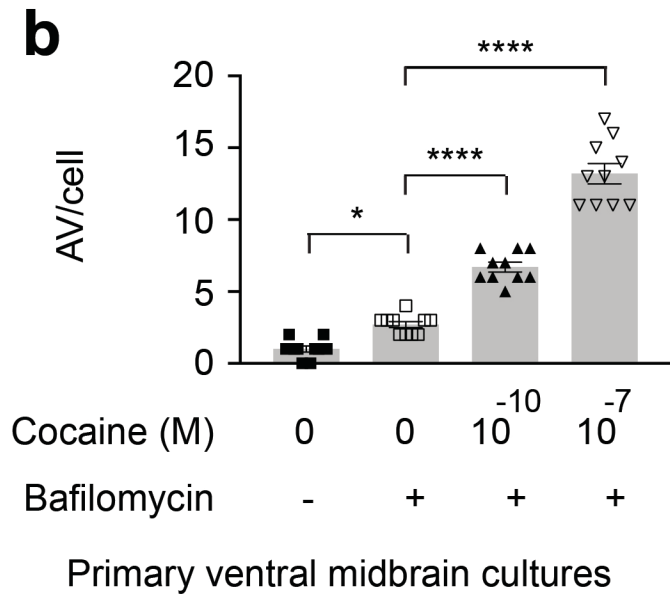 b
****
20
15
****
AV/cell
*
10
5
0
Cocaine (M) 0 0 10⁻¹⁰ 10⁻⁷
Bafilomycin - + + +
Primary ventral midbrain cultures